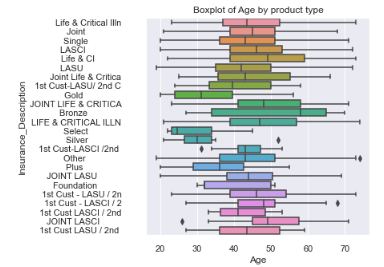 Boxplot of Age by product type
Insurance_Description
Life & Critical Illn
Joint
Single
LASCI
Life & CI
LASU
Joint Life & Critica
1st Cust-LASU/ 2nd C
Gold
JOINT LIFE & CRITICA
Bronze
LIFE & CRITICAL ILLN
Select
Silver
1st Cust-LASCI /2nd
Other
Plus
JOINT LASU
Foundation
1st Cust - LASU / 2n
1st Cust - LASCI / 2
1st Cust LASCI / 2nd
JOINT LASCI
1st Cust LASU / 2nd
20 30 40 50 60 70
Age